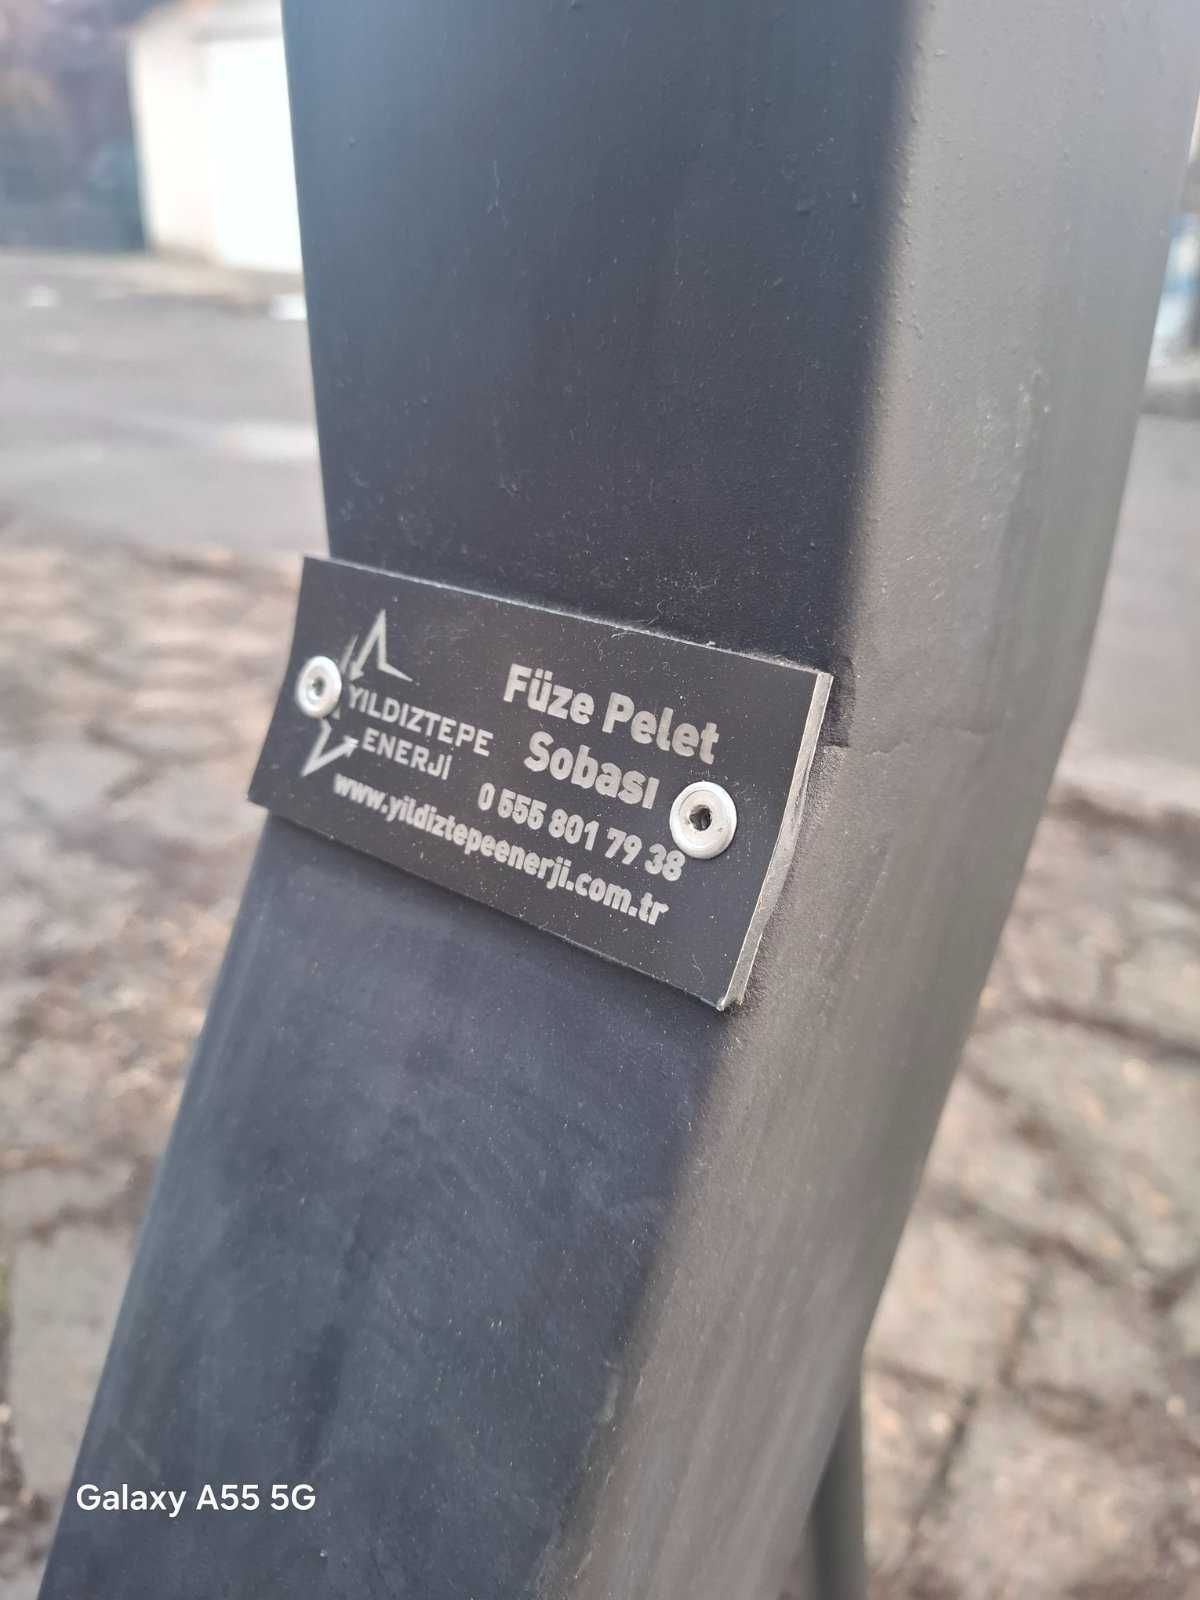 YILDIZTEPE
ENERJİ
Füze Pelet
Sobası
0 555 801 79 38
www.yildiztepeenerji.com.tr
Galaxy A55 5G